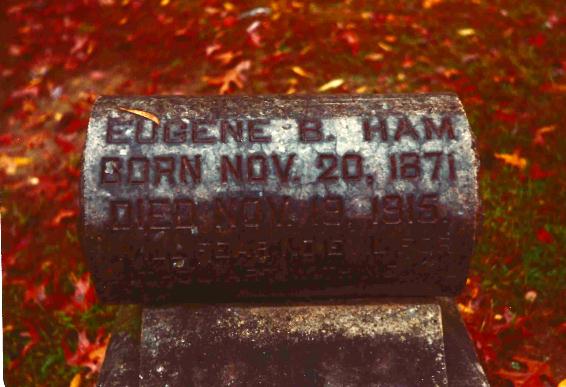 EUGENE B. HAM
BORN NOV. 20, 1871
DIED NOV. 19, 1915